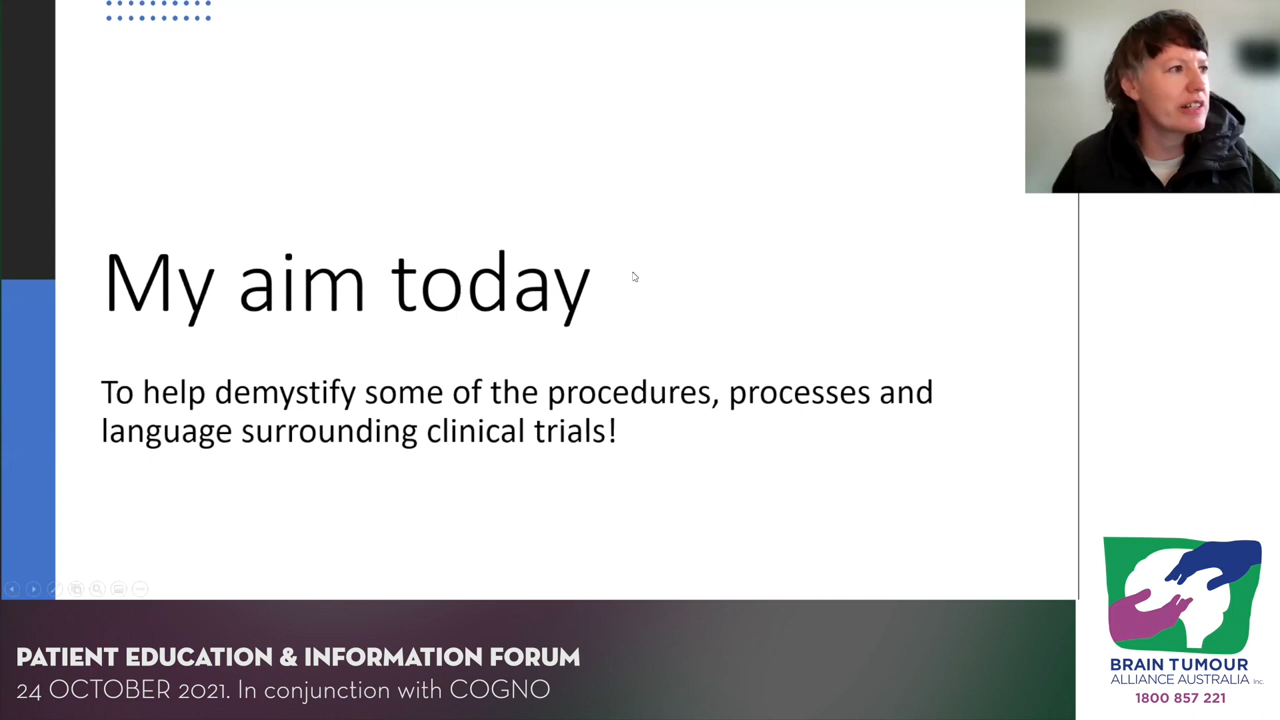 My aim today
To help demystify some of the procedures, processes and
language surrounding clinical trials!
PATIENT EDUCATION & INFORMATION FORUM
24 OCTOBER 2021. In conjunction with COGNO
BRAIN TUMOUR
ALLIANCE AUSTRALIA Inc.
1800 857 221